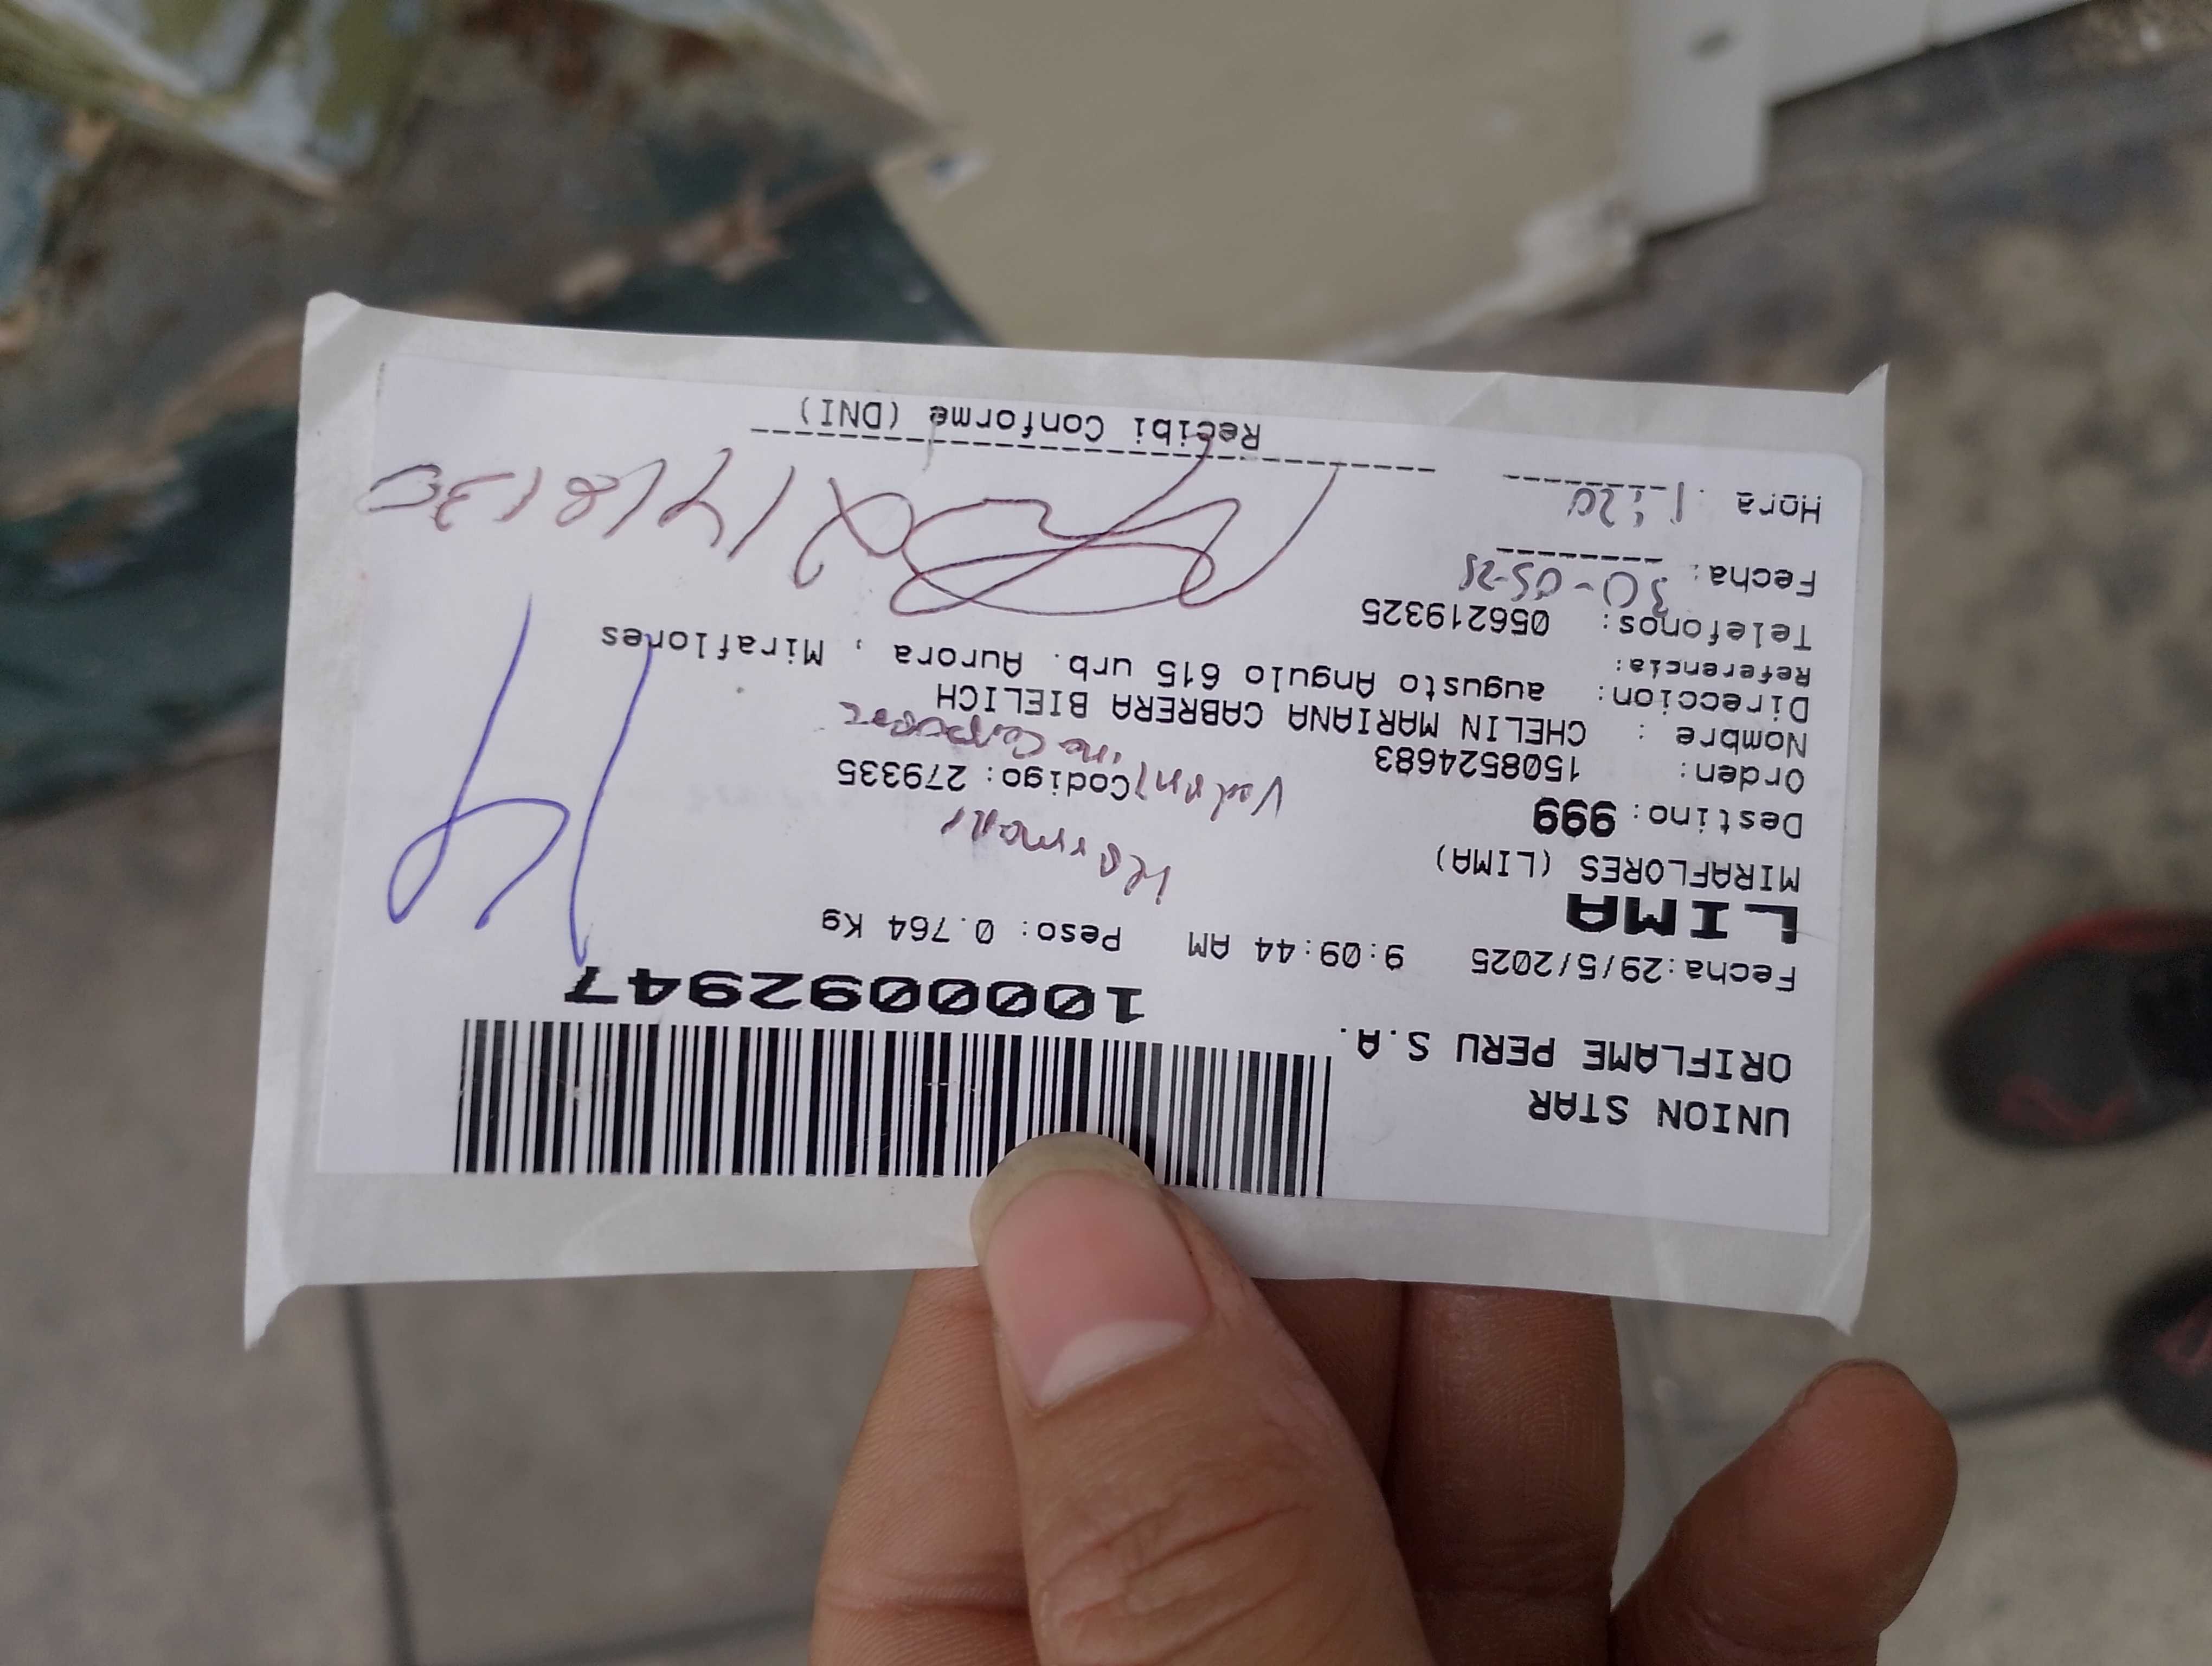 UNION STAR
ORIFLAME PERU S.A.
10000092947
Fecha:29/5/2025 9:09:44 AM Peso: 0.764 Kg
LIMA
MIRAFLORES (LIMA)
Destino: 999
Codigo: 279335
Orden: 1508524683
Nombre : CHELIN MARIANA CABRERA BIELICH
Direccion: augusto Angulo 615 urb. Aurora , Miraflores
Referencia:
Telefonos: 056219325
Fecha: 30-05-25
Hora : 1:20
Recibi Conforme (DNI)